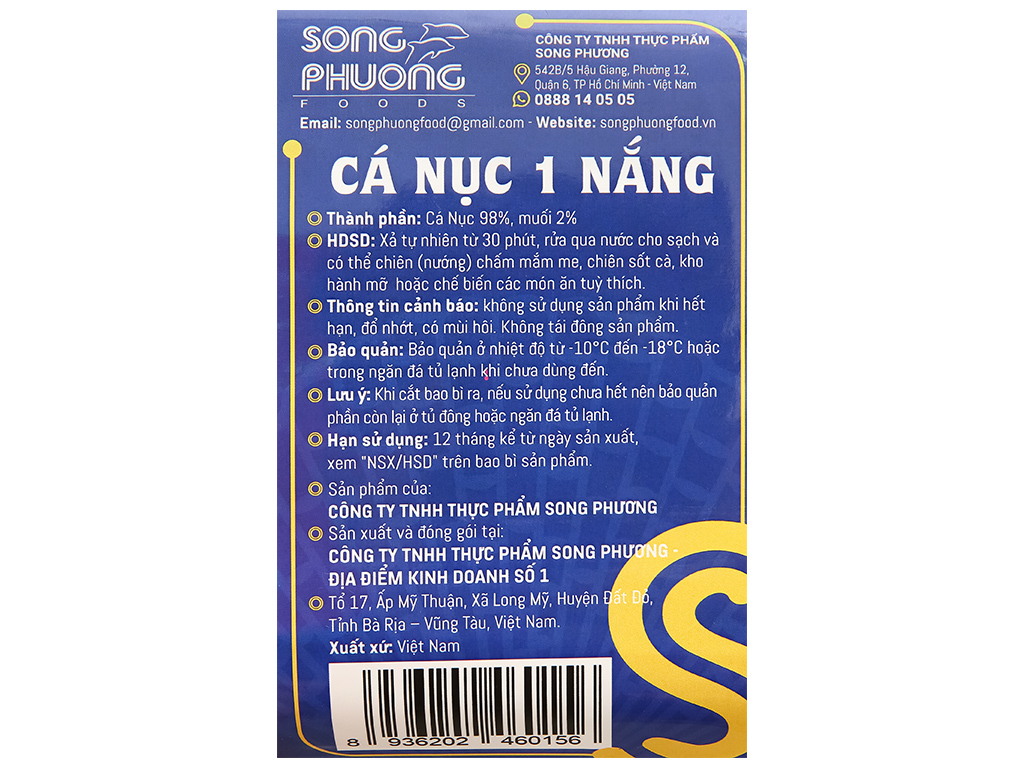 SONG
PHUONG
FOODS
CÔNG TY TNHH THỰC PHẨM
SONG PHƯƠNG
542B/5 Hậu Giang, Phường 12,
Quận 6, TP Hồ Chí Minh - Việt Nam
0888 14 05 05
Email: songphuongfood@gmail.com - Website: songphuongfood.vn
CÁ NỤC 1 NẮNG
Thành phần: Cá Nục 98%, muối 2%
HDSD: Xả tự nhiên từ 30 phút, rửa qua nước cho sạch và
có thể chiên (nướng) chấm mắm me, chiên sốt cà, kho
hành mỡ hoặc chế biến các món ăn tuỳ thích.
Thông tin cảnh báo: không sử dụng sản phẩm khi hết
hạn, đổ nhớt, có mùi hôi. Không tái đông sản phẩm.
Bảo quản: Bảo quản ở nhiệt độ từ -10°C đến -18°C hoặc
trong ngăn đá tủ lạnh khi chưa dùng đến.
Lưu ý: Khi cắt bao bì ra, nếu sử dụng chưa hết nên bảo quản
phần còn lại ở tủ đông hoặc ngăn đá tủ lạnh.
Hạn sử dụng: 12 tháng kể từ ngày sản xuất,
xem "NSX/HSD" trên bao bì sản phẩm.
Sản phẩm của:
CÔNG TY TNHH THỰC PHẨM SONG PHƯƠNG
Sản xuất và đóng gói tại:
CÔNG TY TNHH THỰC PHẨM SONG PHƯƠNG -
ĐỊA ĐIỂM KINH DOANH SỐ 1
Tổ 17, Ấp Mỹ Thuận, Xã Long Mỹ, Huyện Đất Đỏ,
Tỉnh Bà Rịa – Vũng Tàu, Việt Nam.
Xuất xứ: Việt Nam
8 936202 460156